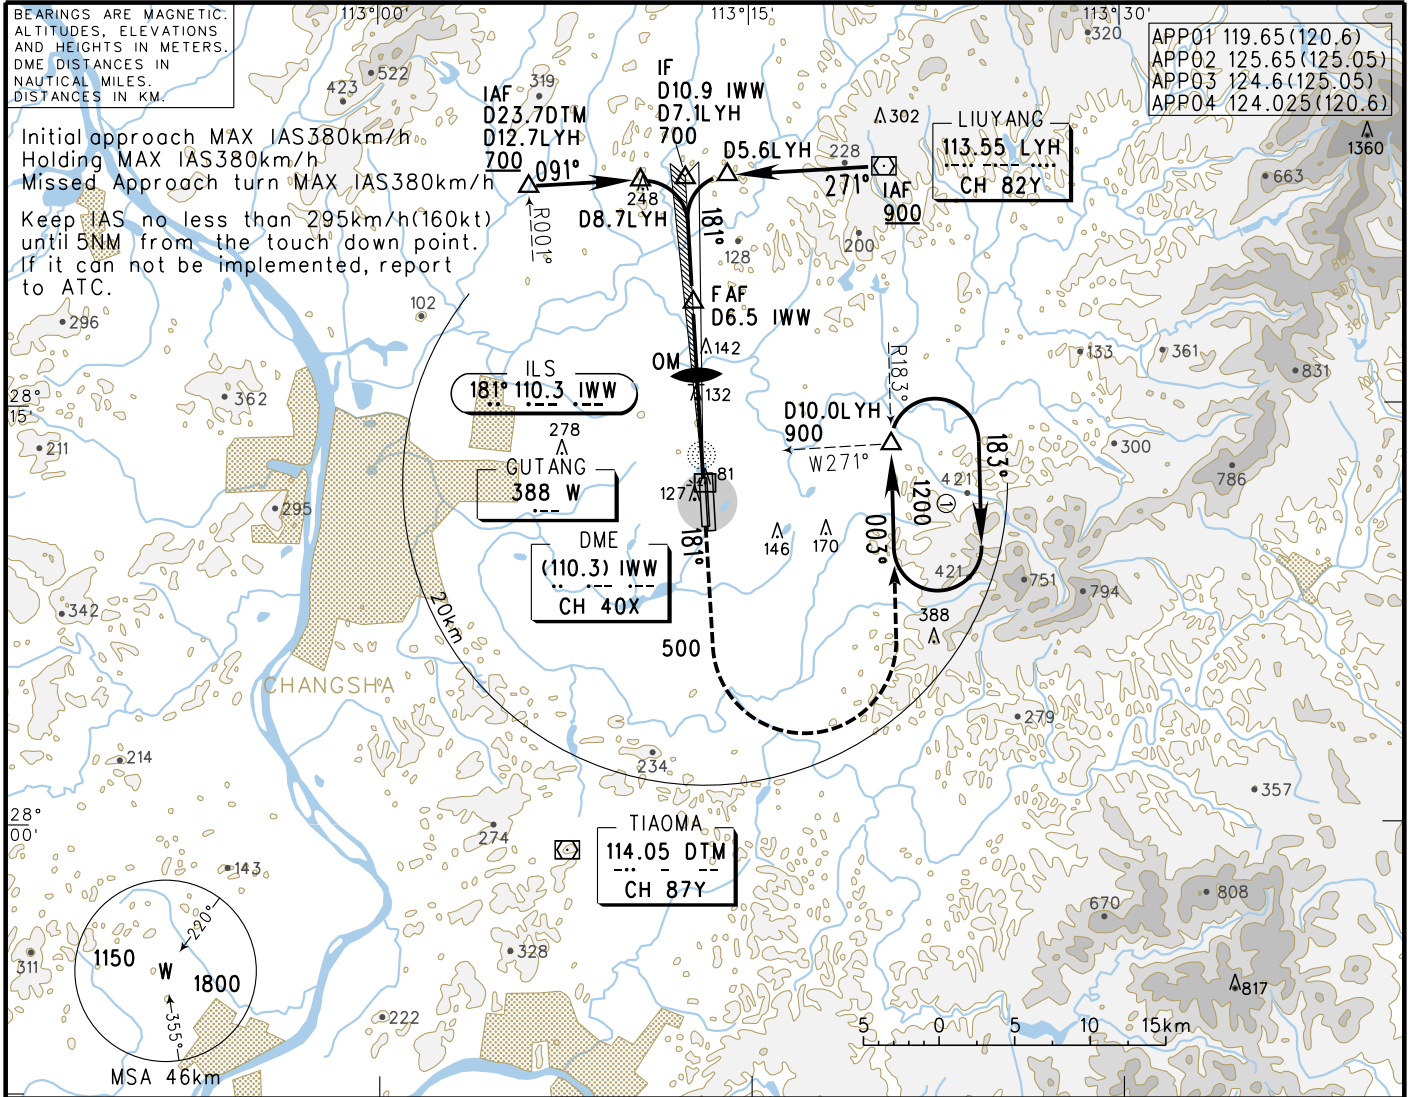 BEARINGS ARE MAGNETIC.
ALTITUDES, ELEVATIONS
AND HEIGHTS IN METERS.
DME DISTANCES IN
NAUTICAL MILES.
DISTANCES IN KM.
113°00'
113°15'
113°30'
APP01 119.65(120.6)
APP02 125.65(125.05)
APP03 124.6(125.05)
APP04 124.025(120.6)
Initial approach MAX IAS380km/h
Holding MAX IAS380km/h
Missed Approach turn MAX IAS380km/h
Keep IAS no less than 295km/h(160kt)
until 5NM from the touch down point.
If it can not be implemented, report
to ATC.
522
423
319
320
IAF
D23.7DTM
D12.7LYH
700
091°
R001°
IF
D10.9 IWW
D7.1LYH
700
D5.6LYH
248
D8.7LYH
181°
128
302
228
271°
IAF
900
200
LIUYANG
113.55 LYH
CH 82Y
1360
663
800
500
300
296
102
FAF
D6.5 IWW
142
OM
132
133
361
831
28°
15'
362
211
ILS
181° 110.3 IWW
278
GUTANG
388 W
R183°
D10.0LYH
900
W271°
183°
300
786
421
1200
①
003°
421
81
127
181°
146
170
295
DME
(110.3) IWW
CH 40X
751
794
388
342
20km
500
CHANGSHA
279
214
234
357
28°
00'
274
143
TIAOMA
114.05 DTM
CH 87Y
808
670
817
328
311
220°
1150
W
1800
355°
MSA 46km
222
5 0 5 10 15km